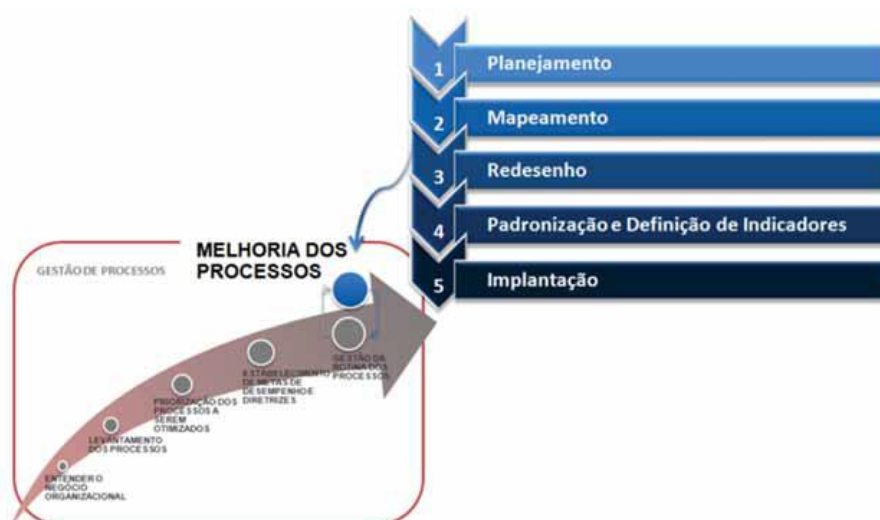 1 Planejamento
2 Mapeamento
3 Redesenho
4 Padronização e Definição de Indicadores
5 Implantação
MELHORIA DOS
PROCESSOS
GESTÃO DE PROCESSOS
GESTÃO DA
ROTINA DOS
PROCESSOS
ESTABELECIMENTO
DE METAS DE
DESEMPENHO E
DIRETRIZES
PRIORIZAÇÃO DOS
PROCESSOS A
SEREM
OTIMIZADOS
LEVANTAMENTO
DOS PROCESSOS
ENTENDER O
NEGÓCIO
ORGANIZACIONAL